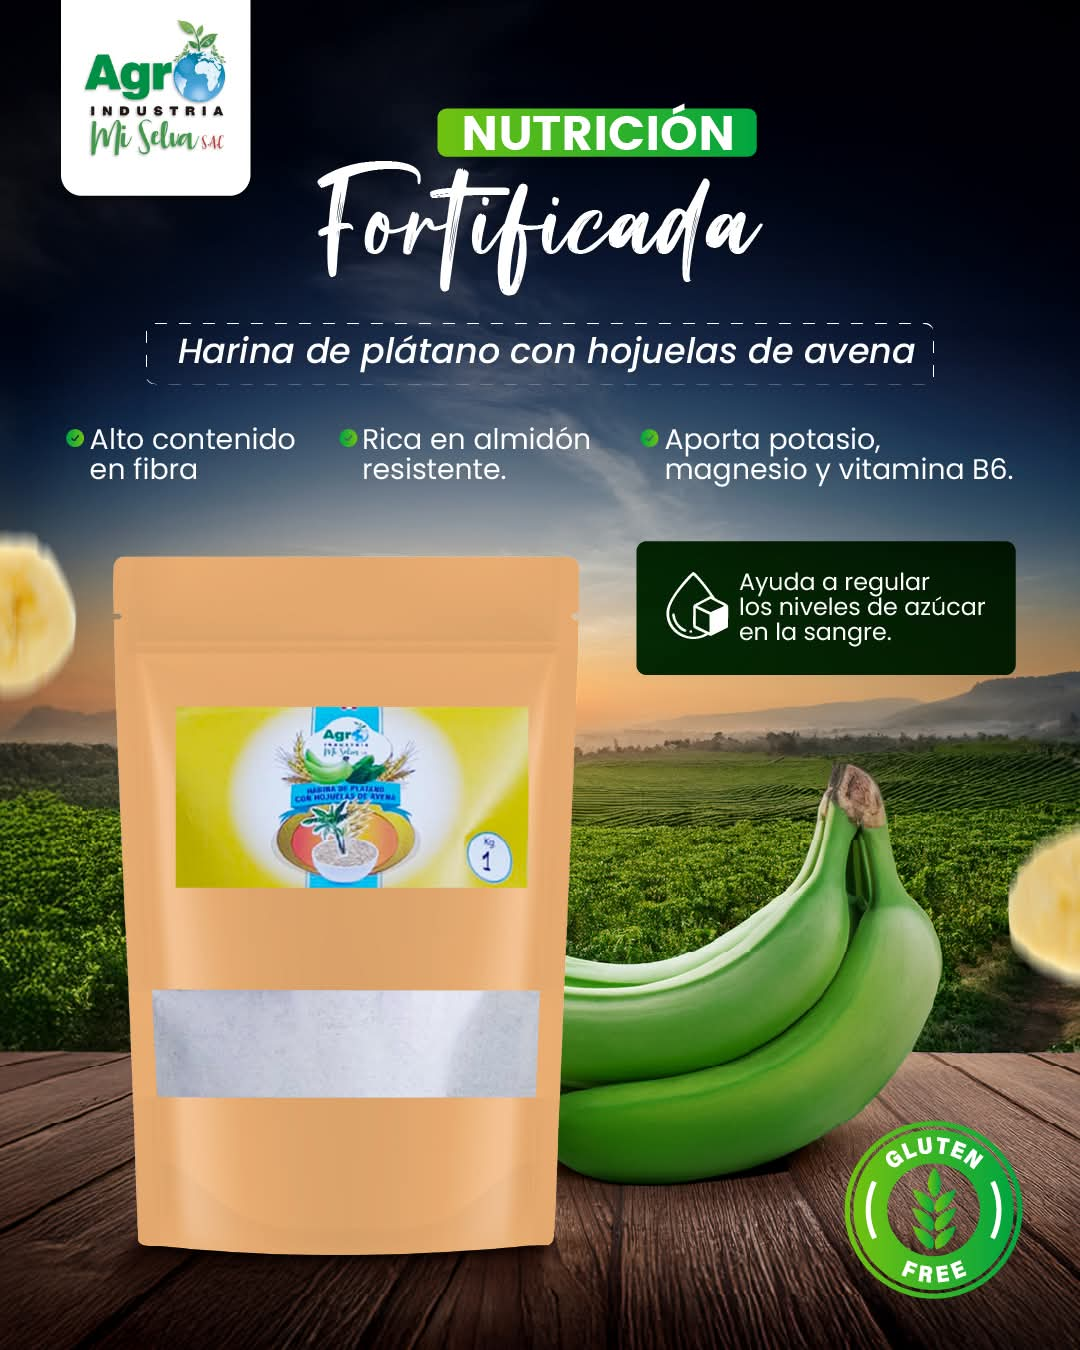 Agro
INDUSTRIA
Mi Selva SAC
NUTRICIÓN
Fortificada
Harina de plátano con hojuelas de avena
Alto contenido
en fibra
Rica en almidón
resistente.
Aporta potasio,
magnesio y vitamina B6.
Ayuda a regular
los niveles de azúcar
en la sangre.
Agro
INDUSTRIA
Mi Selva
HARINA DE PLATANO
CON HOJUELAS DE AVENA
Kg
1
GLUTEN
FREE